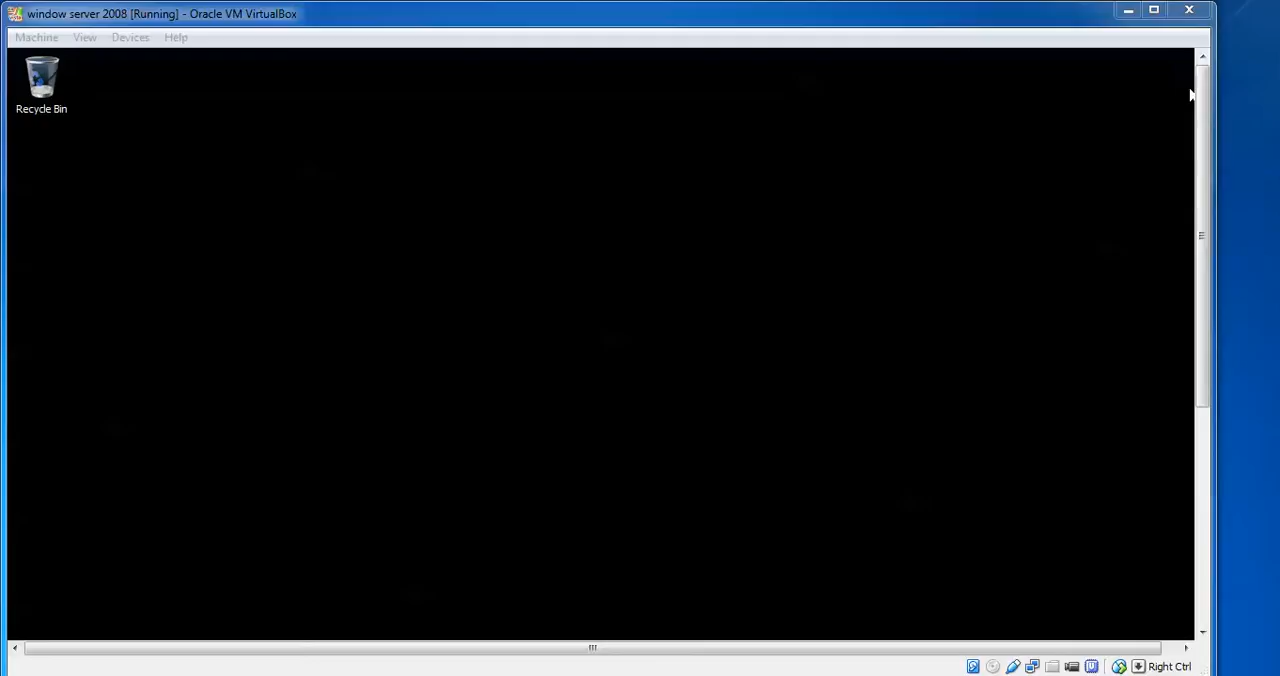 window server 2008 [Running] - Oracle VM VirtualBox
Machine View Devices Help
Recycle Bin
Right Ctrl